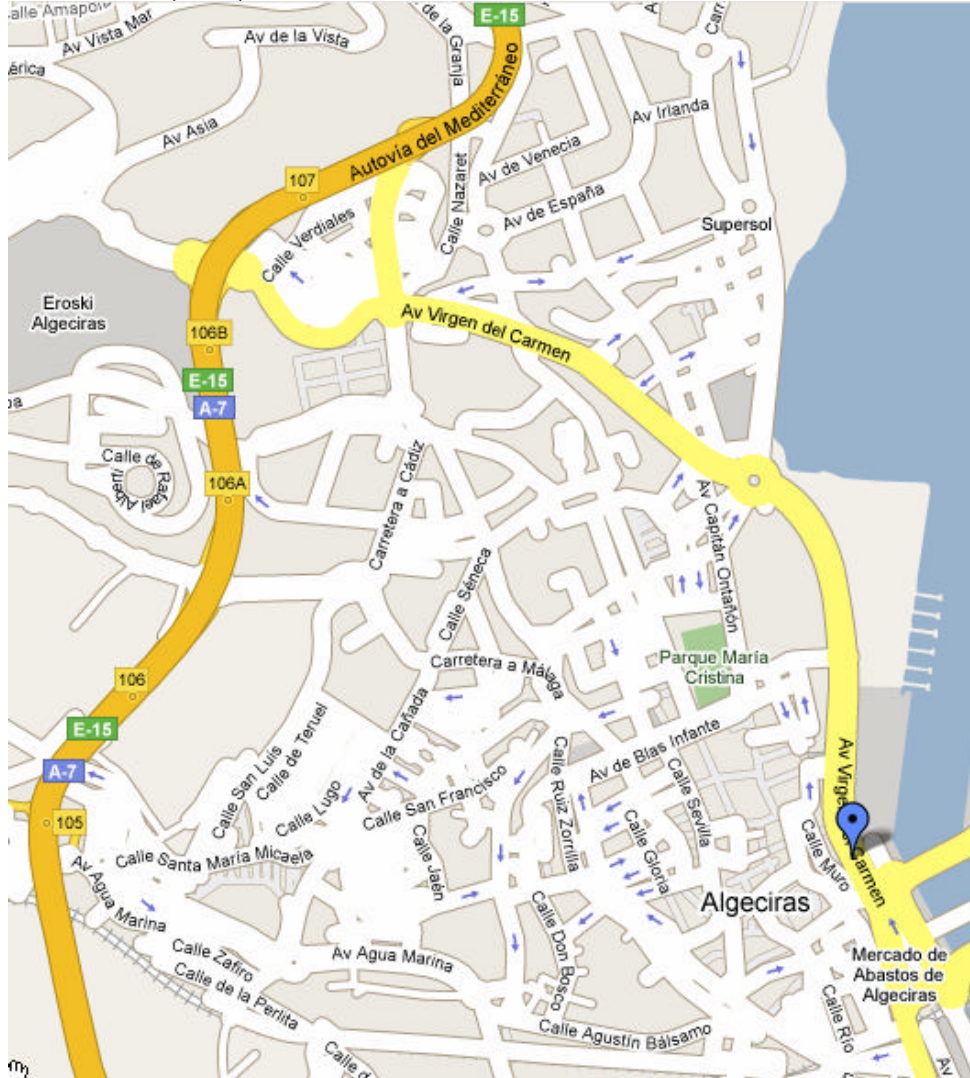 Calle Amapola
E-15
Av Vista Mar
Av de la Vista
de la Granja
Carr
érica
Av Asia
Autovía del Mediterráneo
Av Irlanda
Av de Venecia
107
Calle Nazaret
Av de España
Calle Verdiales
Supersol
Eroski
Algeciras
106B
Av Virgen del Carmen
E-15
A-7
Calle de
Rafael
Alberti
106A
Carretera a Cádiz
Av Capitán Ontañón
Calle Séneca
Carretera a Málaga
Parque María
Cristina
106
E-15
A-7
Calle San Luis
Calle de Teruel
Av de la Cañada
Av de Blas Infante
Calle Lugo
Calle San Francisco
Calle Ruiz Zorrilla
Calle Sevilla
Av Virge
Carmen
105
Calle Santa María Micaela
Calle Jaén
Calle Gloria
Calle Muro
Av Agua Marina
Algeciras
Calle Don Bosco
Calle Zafiro
Av Agua Marina
Mercado de
Abastos de
Algeciras
Calle de la Perlita
Calle Agustín Bálsamo
Calle Río
Calle d
Av